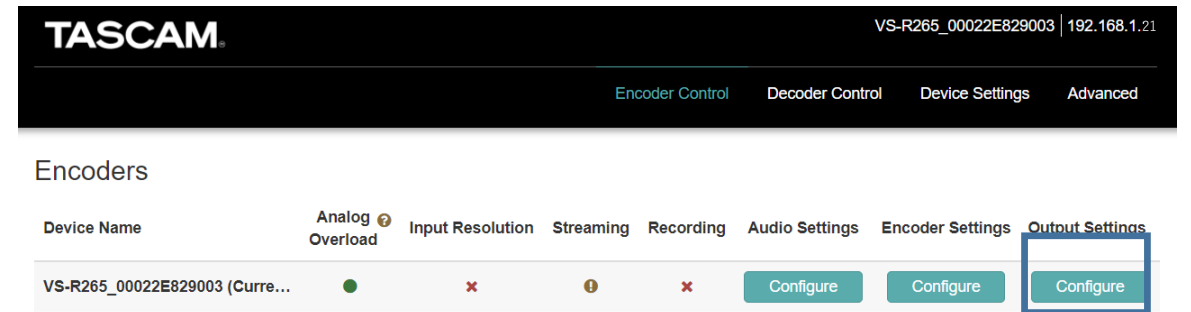 TASCAM
VS-R265_00022E829003 | 192.168.1.21
Encoder Control Decoder Control Device Settings Advanced
Encoders
Device Name Analog Overload Input Resolution Streaming Recording Audio Settings Encoder Settings Output Settings
VS-R265_00022E829003 (Curre... Configure Configure Configure